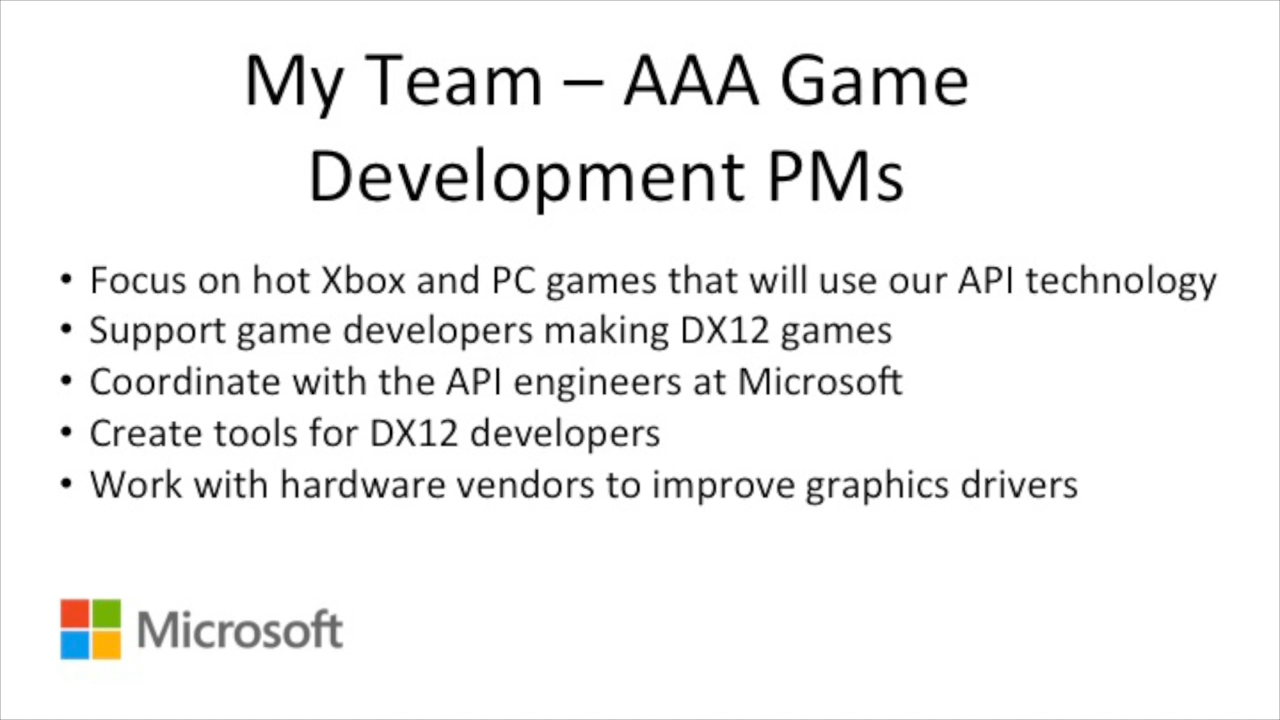 My Team – AAA Game
Development PMs
• Focus on hot Xbox and PC games that will use our API technology
• Support game developers making DX12 games
• Coordinate with the API engineers at Microsoft
• Create tools for DX12 developers
• Work with hardware vendors to improve graphics drivers
Microsoft